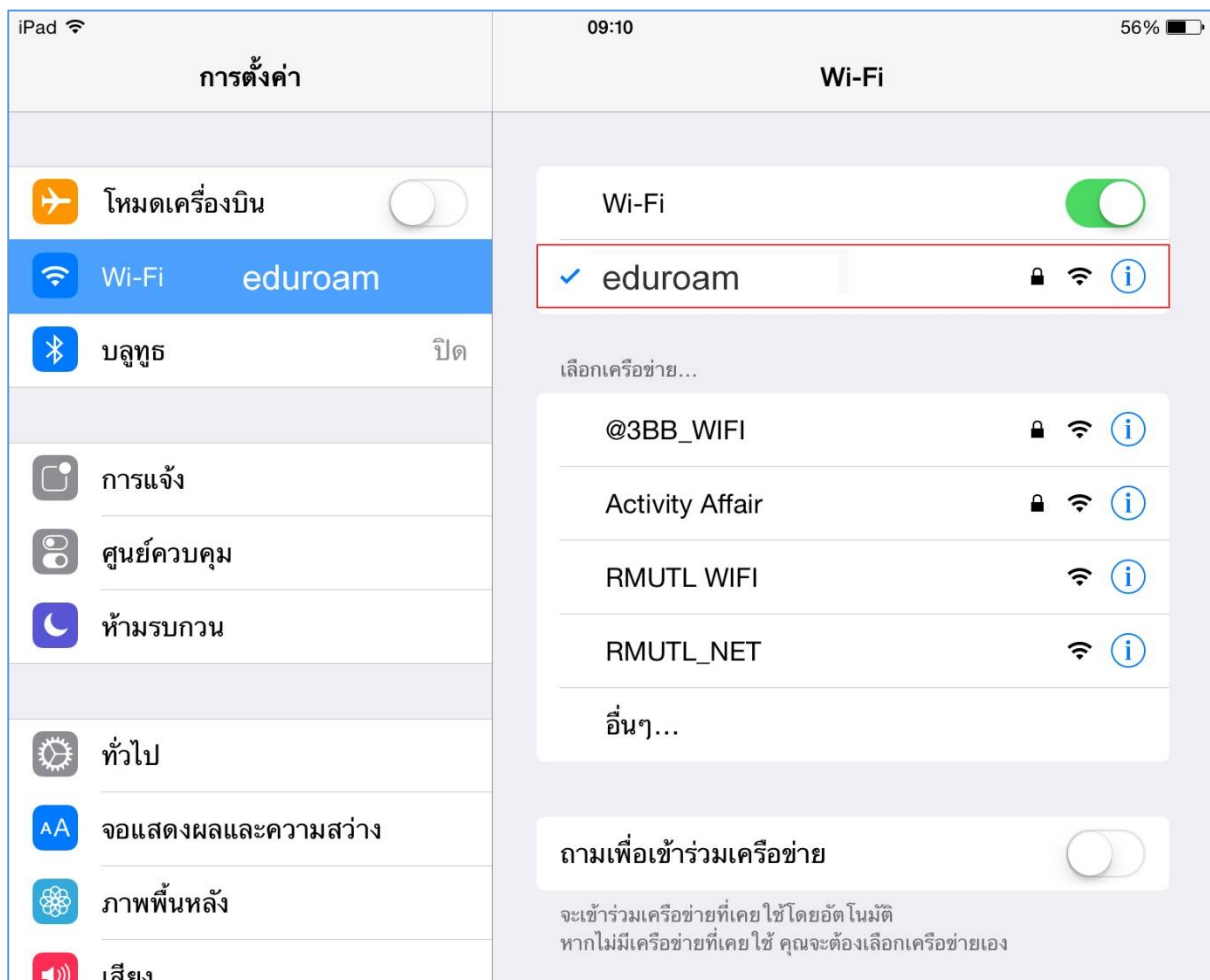 iPad
09:10
56%
การตั้งค่า
Wi-Fi
โหมดเครื่องบิน
Wi-Fi eduroam
บลูทูธ ปิด
การแจ้ง
ศูนย์ควบคุม
ห้ามรบกวน
ทั่วไป
จอแสดงผลและความสว่าง
ภาพพื้นหลัง
เสียง
Wi-Fi
eduroam
เลือกเครือข่าย...
@3BB_WIFI
Activity Affair
RMUTL WIFI
RMUTL_NET
อื่นๆ...
ถามเพื่อเข้าร่วมเครือข่าย
จะเข้าร่วมเครือข่ายที่เคยใช้โดยอัตโนมัติ
หากไม่มีเครือข่ายที่เคยใช้ คุณจะต้องเลือกเครือข่ายเอง